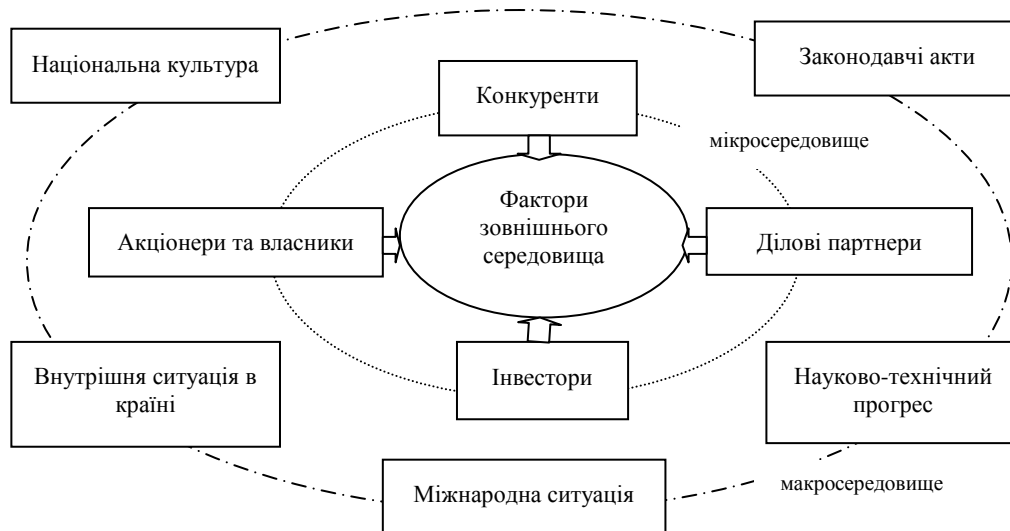 Національна культура
Законодавчі акти
Конкуренти
мікросередовище
Фактори
зовнішнього
середовища
Акціонери та власники
Ділові партнери
Внутрішня ситуація в
країні
Інвестори
Науково-технічний
прогрес
Міжнародна ситуація
макросередовище